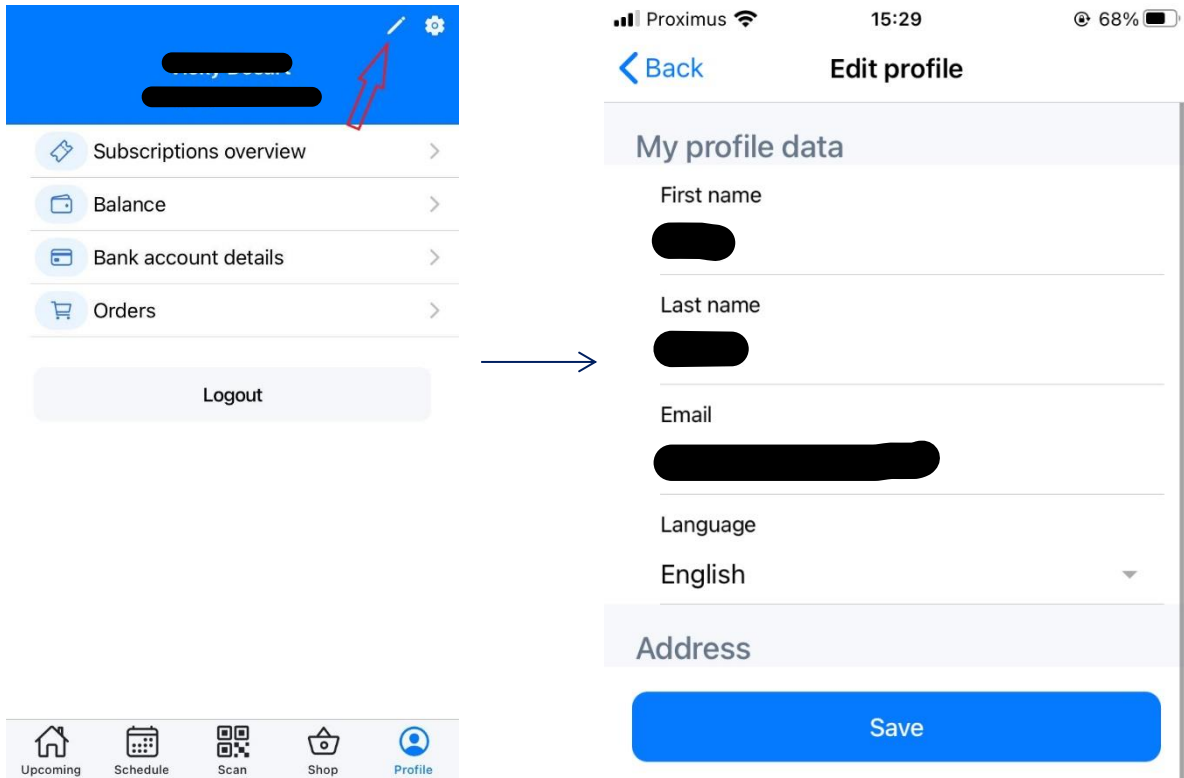 Subscriptions overview
Balance
Bank account details
Orders
Logout
Upcoming
Schedule
Scan
Shop
Profile
Proximus
15:29
68%
Back
Edit profile
My profile data
First name
Last name
Email
Language
English
Address
Save